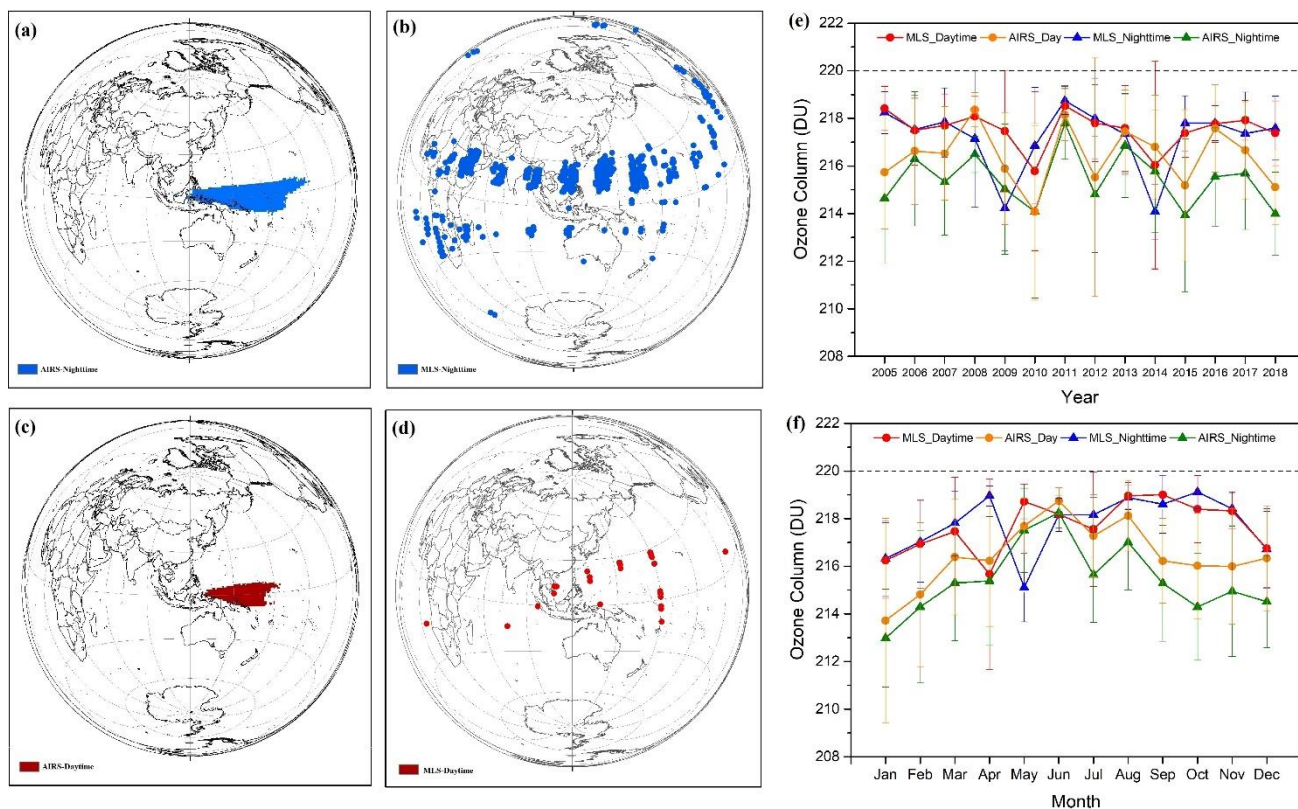 (a)
AIRS-Nighttime
(b)
MLS-Nighttime
(c)
AIRS-Daytime
(d)
MLS-Daytime
(e)
222
220
218
216
214
212
210
208
Ozone Column (DU)
MLS_Daytime AIRS_Day MLS_Nighttime AIRS_Nightime
2005 2006 2007 2008 2009 2010 2011 2012 2013 2014 2015 2016 2017 2018
Year
(f)
222
220
218
216
214
212
210
208
Ozone Column (DU)
MLS_Daytime AIRS_Day MLS_Nighttime AIRS_Nightime
Jan Feb Mar Apr May Jun Jul Aug Sep Oct Nov Dec
Month